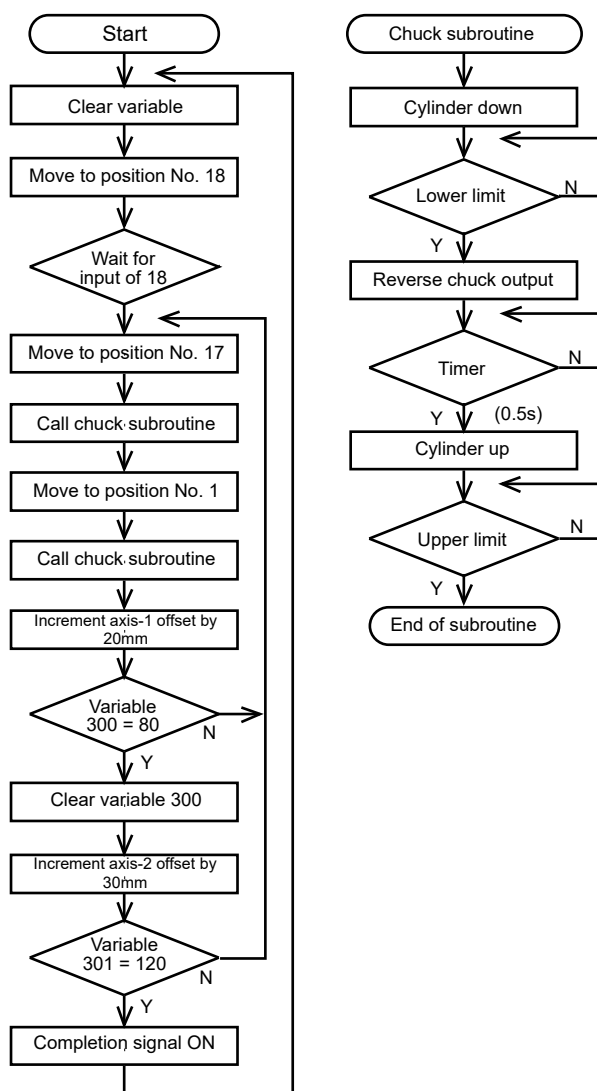 Start
Clear variable
Move to position No. 18
Wait for
input of 18
Move to position No. 17
Call chuck subroutine
Move to position No. 1
Call chuck subroutine
Increment axis-1 offset by
20mm
Variable
300 = 80
N
Y
Clear variable 300
Increment axis-2 offset by
30mm
Variable
301 = 120
N
Y
Completion signal ON
Chuck subroutine
Cylinder down
Lower limit
N
Y
Reverse chuck output
Timer
N
Y
(0.5s)
Cylinder up
Upper limit
N
Y
End of subroutine